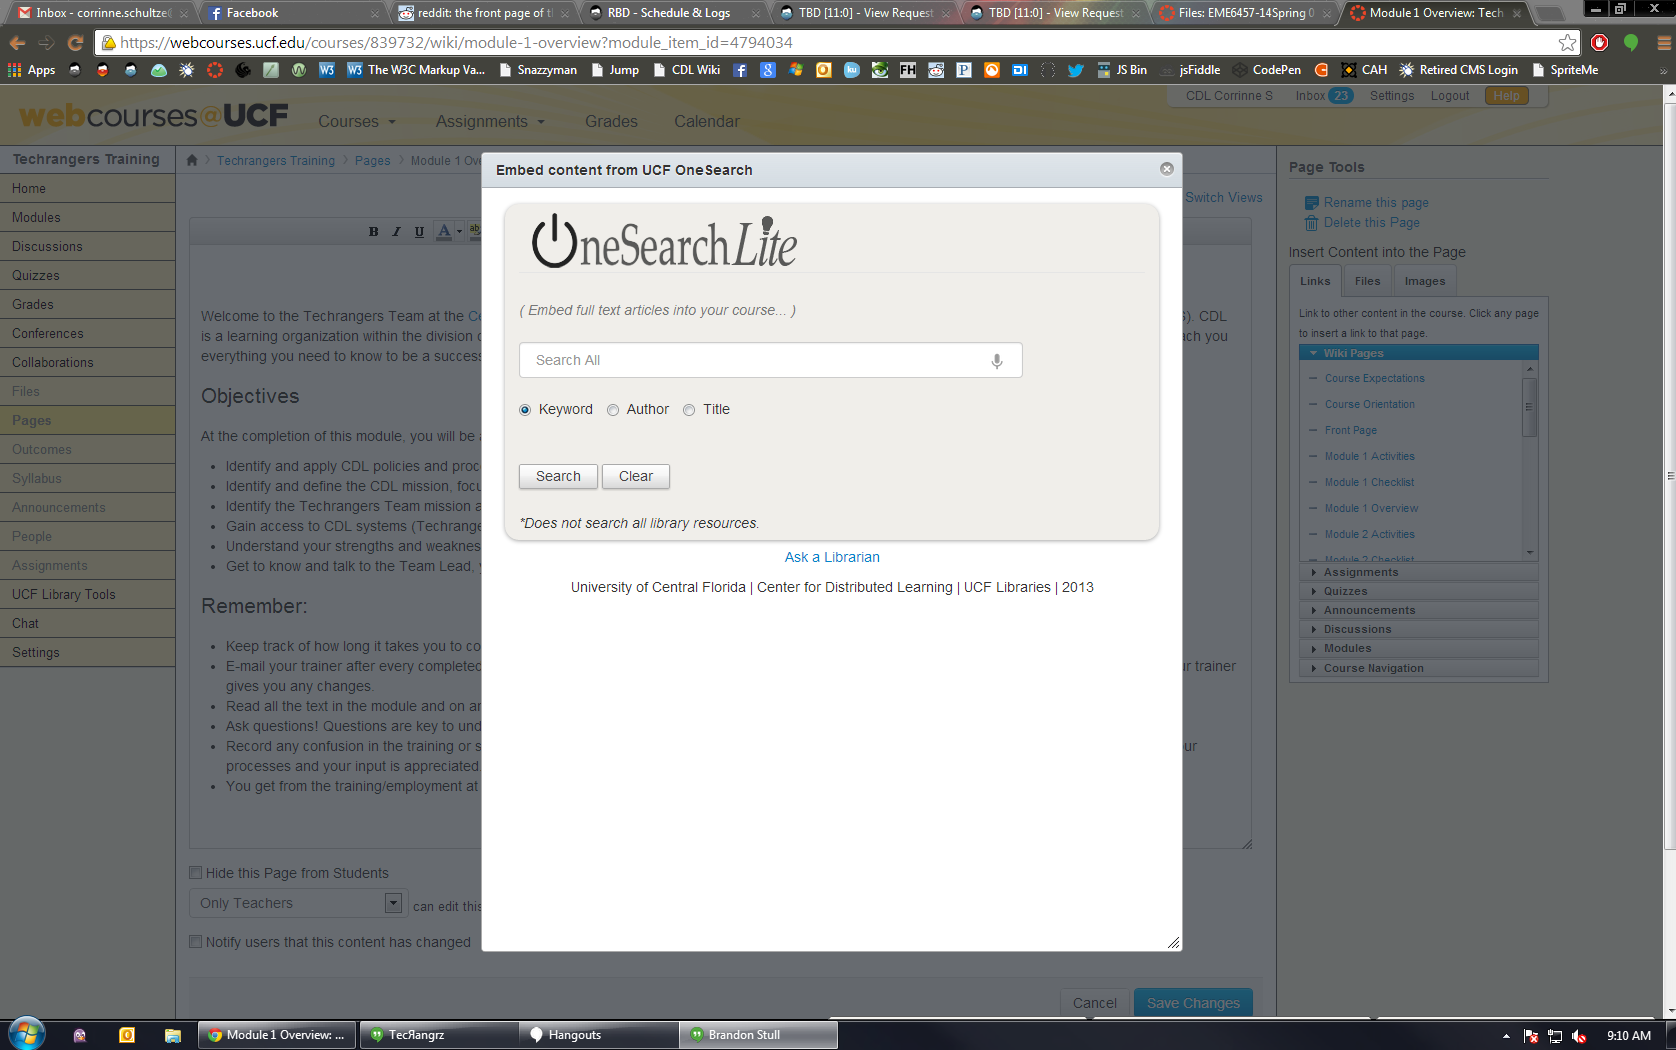 Inbox - corrinne.schultze@
Facebook
reddit: the front page of th
RBD - Schedule & Logs
TBD [11:0] - View Request
TBD [11:0] - View Request
Files: EME6457-14Spring 0
Module 1 Overview: Tech
https://webcourses.ucf.edu/courses/839732/wiki/module-1-overview?module_item_id=4794034
Apps
W3
W3 The W3C Markup Va...
Snazzyman
Jump
CDL Wiki
FH
DI
JS Bin
jsFiddle
CodePen
CAH
Retired CMS Login
SpriteMe
CDL Corrinne S
Inbox 23
Settings
Logout
Help
webcourses@UCF
Courses
Assignments
Grades
Calendar
Techrangers Training
Home
Modules
Discussions
Quizzes
Grades
Conferences
Collaborations
Files
Pages
Outcomes
Syllabus
Announcements
People
Assignments
UCF Library Tools
Chat
Settings
Techrangers Training > Pages > Module 1 Ov
Switch Views
B I U A ab
Welcome to the Techrangers Team at the Ce
S). CDL
is a learning organization within the division o
ach you
everything you need to know to be a success
Objectives
At the completion of this module, you will be a
Identify and apply CDL policies and proc
Identify and define the CDL mission, focu
Identify the Techrangers Team mission a
Gain access to CDL systems (Techrange
Understand your strengths and weaknes
Get to know and talk to the Team Lead, y
Remember:
Keep track of how long it takes you to co
E-mail your trainer after every completed
ur trainer
gives you any changes.
Read all the text in the module and on an
Ask questions! Questions are key to und
Record any confusion in the training or s
ur
processes and your input is appreciated.
You get from the training/employment at
Hide this Page from Students
Only Teachers
can edit this
Notify users that this content has changed
Cancel
Save Changes
Embed content from UCF OneSearch
OneSearch Lite
( Embed full text articles into your course... )
Search All
Keyword
Author
Title
Search
Clear
*Does not search all library resources.
Ask a Librarian
University of Central Florida | Center for Distributed Learning | UCF Libraries | 2013
Page Tools
Rename this page
Delete this Page
Insert Content into the Page
Links
Files
Images
Link to other content in the course. Click any page
to insert a link to that page.
Wiki Pages
Course Expectations
Course Orientation
Front Page
Module 1 Activities
Module 1 Checklist
Module 1 Overview
Module 2 Activities
Module 2 Checklist
Assignments
Quizzes
Announcements
Discussions
Modules
Course Navigation
Module 1 Overview: ...
TecЯangrz
Hangouts
Brandon Stull
9:10 AM